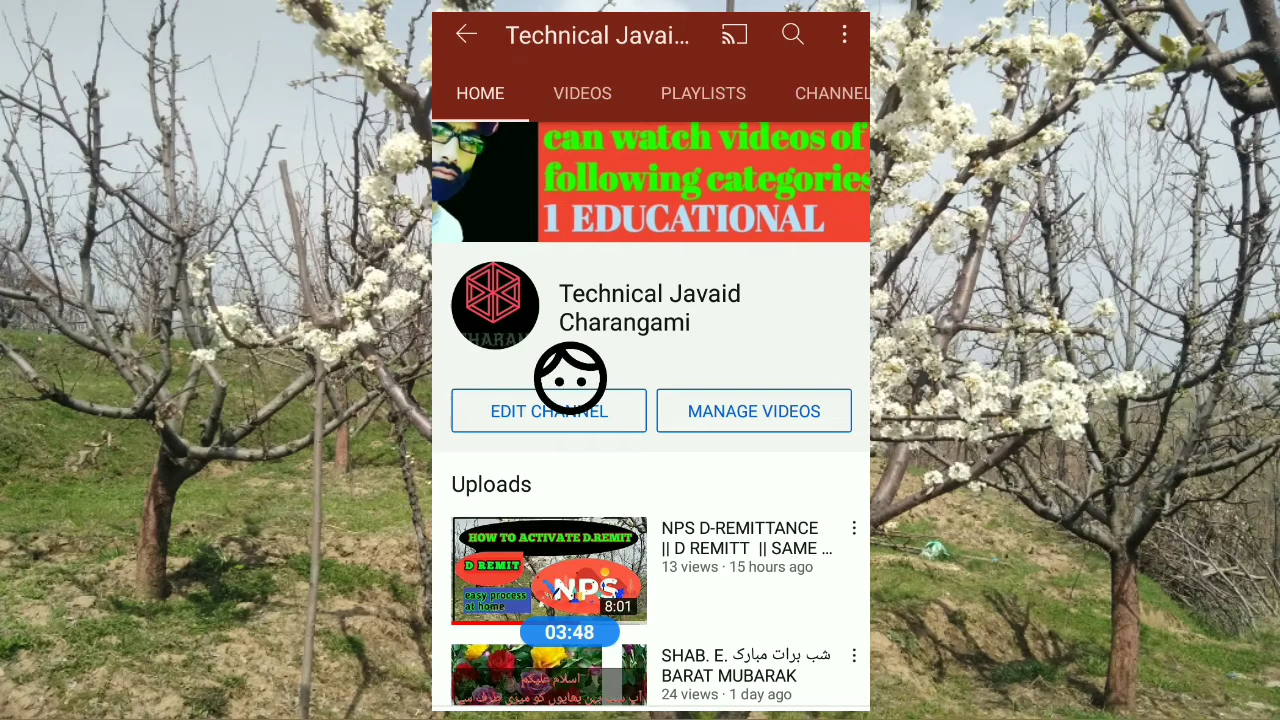 Technical Javai...
HOME VIDEOS PLAYLISTS CHANNEL
can watch videos of
following categories
1 EDUCATIONAL
Technical Javaid
Charangami
EDIT CHANNEL MANAGE VIDEOS
Uploads
HOW TO ACTIVATE D.REMIT
D REMIT
NPS
easy process
at home
8:01
NPS D-REMITTANCE
|| D REMITT || SAME ...
13 views · 15 hours ago
03:48
SHAB. E. شب برات مبارک
BARAT MUBARAK
24 views · 1 day ago
اسلام علیکم